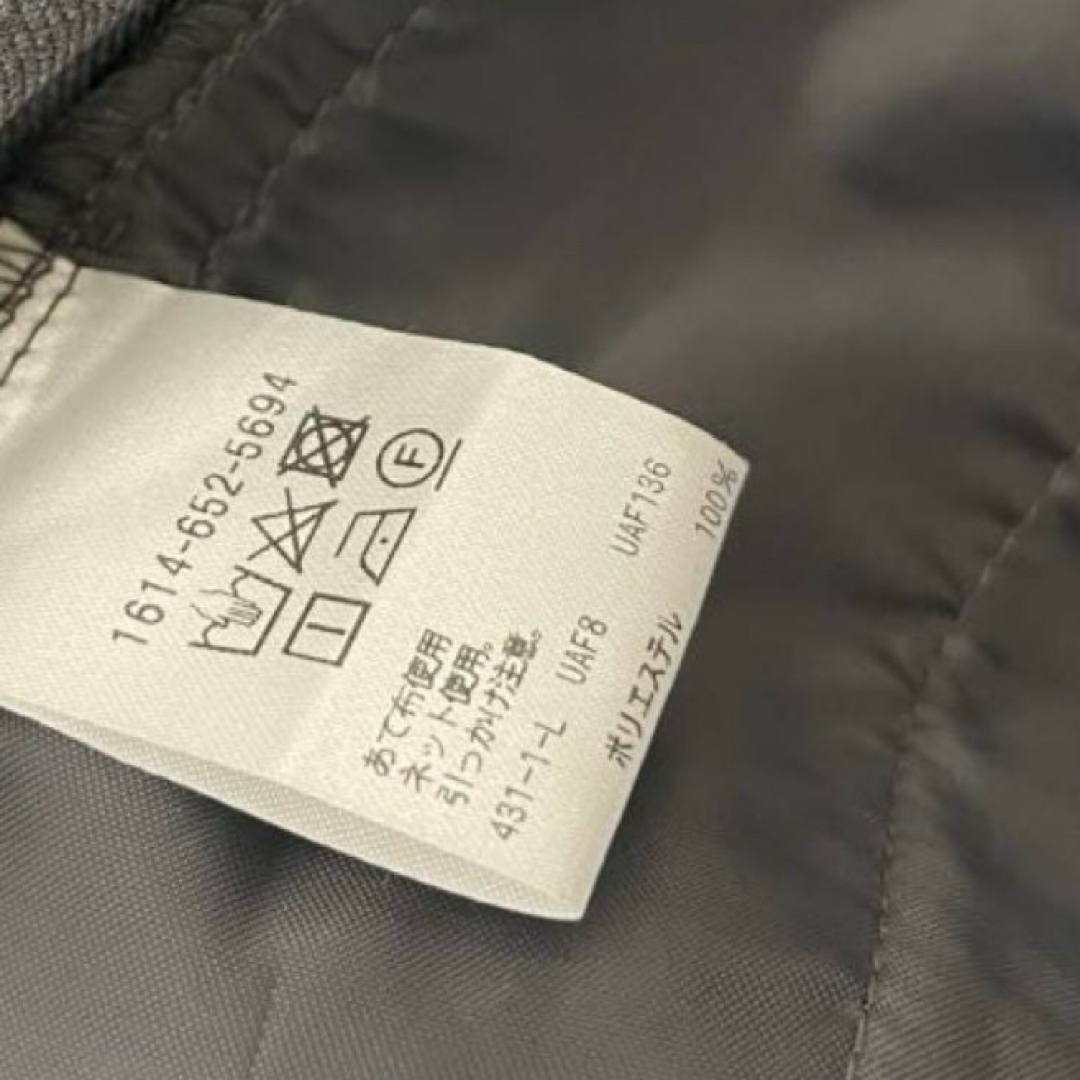 1614-652-5694
F
あて布使用
ネット使用。
引っかけ注意。
431-1-L UAF8 UAF136
ポリエステル 100%